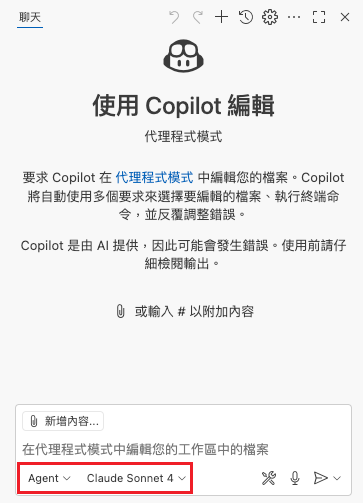 聊天
使用 Copilot 編輯
代理程式模式
要求 Copilot 在 代理程式模式 中編輯您的檔案。Copilot
將自動使用多個要求來選擇要編輯的檔案、執行終端命
令，並反覆調整錯誤。
Copilot 是由 AI 提供，因此可能會發生錯誤。使用前請仔
細檢閱輸出。
或輸入 # 以附加內容
新增內容...
在代理程式模式中編輯您的工作區中的檔案
Agent Claude Sonnet 4